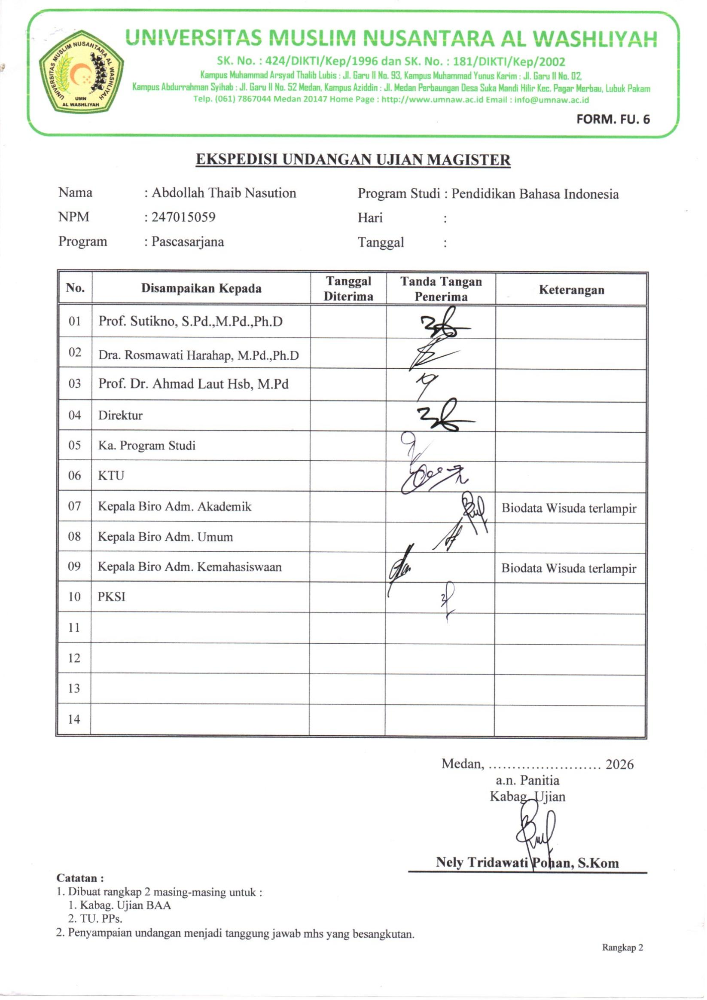 UNIVERSITAS MUSLIM NUSANTARA AL WASHLIYAH
UNIVERSITAS MUSLIM NUSANTARA AL WASHLIYAH
UMN
AL WASHLIYAH
SK. No. : 424/DIKTI/Kep/1996 dan SK. No. : 181/DIKTI/Kep/2002
Kampus Muhammad Arsyad Thalib Lubis : Jl. Garu II No. 93, Kampus Muhammad Yunus Karim : Jl. Garu II No. 02,
Kampus Abdurrahman Syihab : Jl. Garu II No. 52 Medan, Kampus Aziddin : Jl. Medan Perbaungan Desa Suka Mandi Hilir Kec. Pagar Merbau, Lubuk Pakam
Telp. (061) 7867044 Medan 20147 Home Page : http://www.umnaw.ac.id Email : info@umnaw.ac.id
FORM. FU. 6
EKSPEDISI UNDANGAN UJIAN MAGISTER
Nama : Abdollah Thaib Nasution Program Studi : Pendidikan Bahasa Indonesia
NPM : 247015059 Hari :
Program : Pascasarjana Tanggal :
No. Disampaikan Kepada Tanggal Diterima Tanda Tangan Penerima Keterangan
01 Prof. Sutikno, S.Pd.,M.Pd.,Ph.D
02 Dra. Rosmawati Harahap, M.Pd.,Ph.D
03 Prof. Dr. Ahmad Laut Hsb, M.Pd
04 Direktur
05 Ka. Program Studi
06 KTU
07 Kepala Biro Adm. Akademik Biodata Wisuda terlampir
08 Kepala Biro Adm. Umum
09 Kepala Biro Adm. Kemahasiswaan Biodata Wisuda terlampir
10 PKSI
11
12
13
14
Medan, ........................ 2026
a.n. Panitia
Kabag. Ujian
Nely Tridawati Pohan, S.Kom
Catatan :
1. Dibuat rangkap 2 masing-masing untuk :
1. Kabag. Ujian BAA
2. TU. PPs.
2. Penyampaian undangan menjadi tanggung jawab mhs yang besangkutan.
Rangkap 2